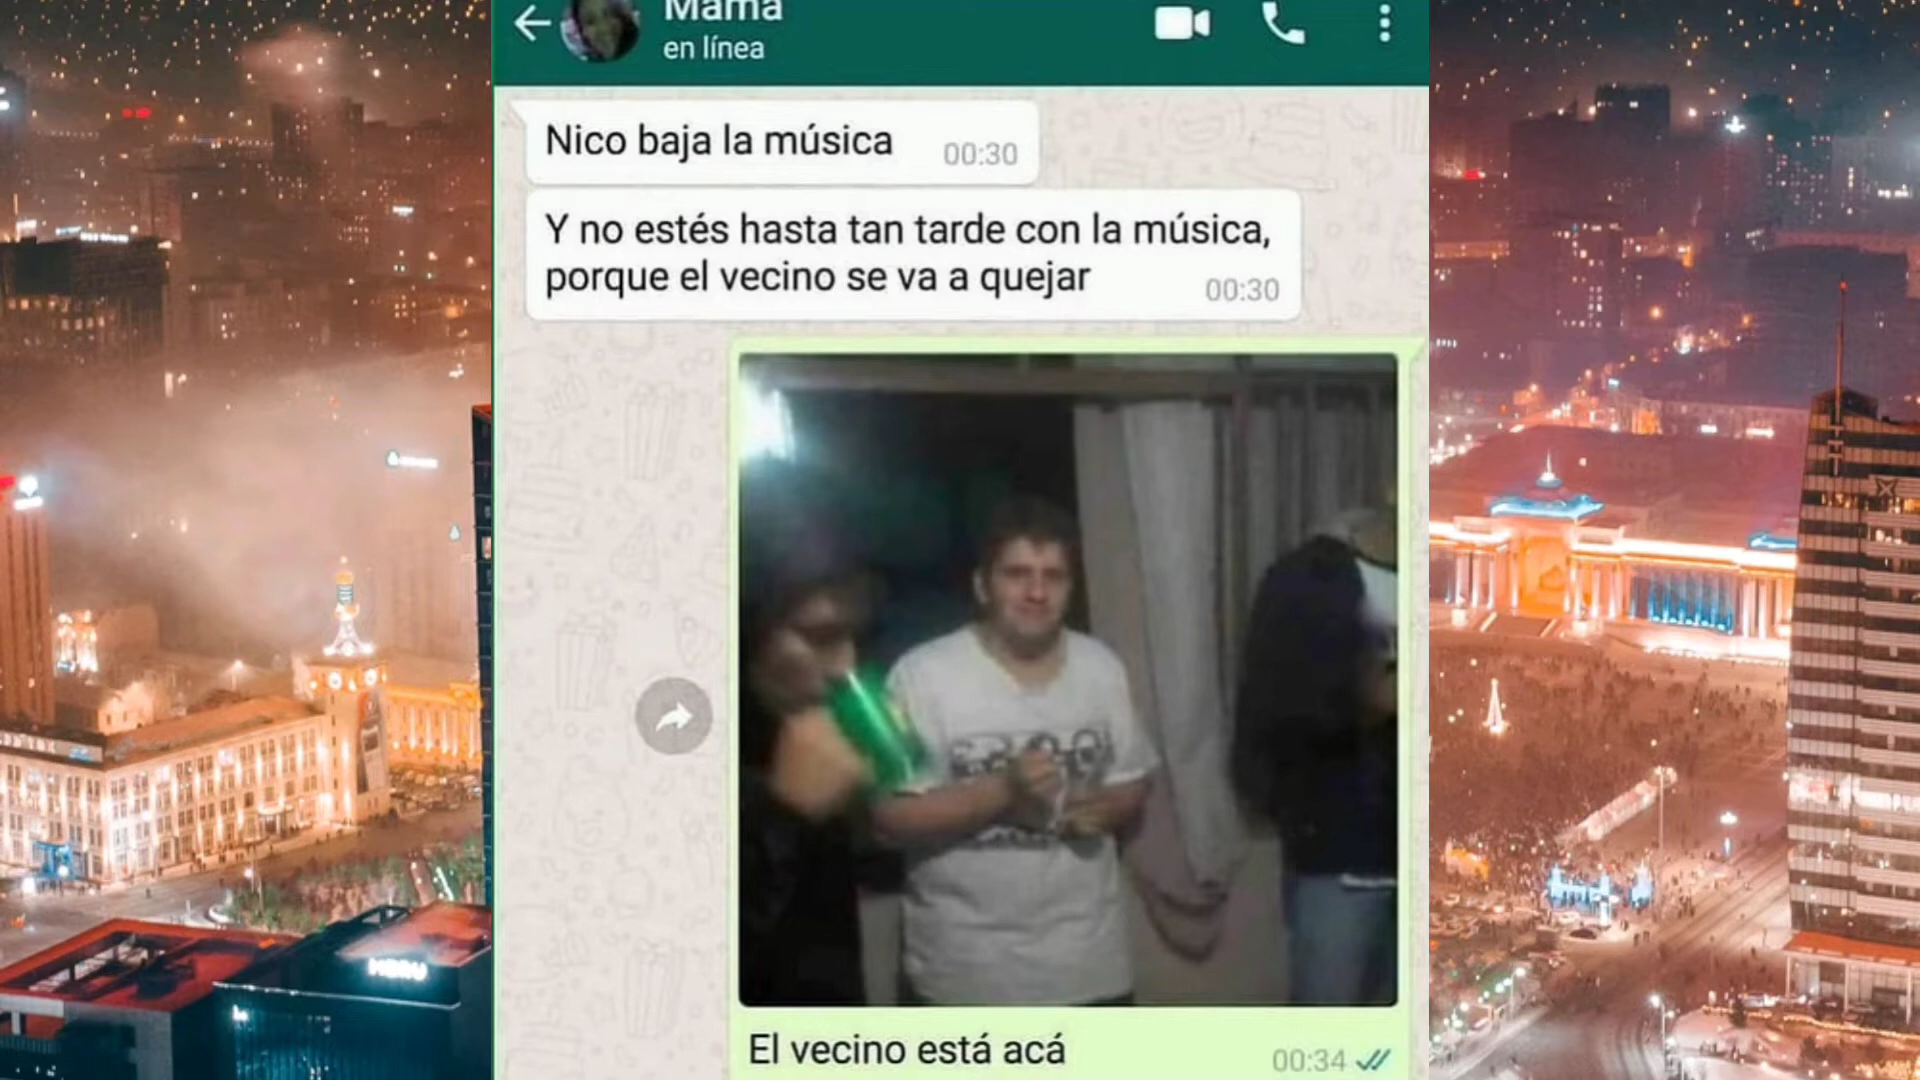 Mamá
en línea
Nico baja la música
00:30
Y no estés hasta tan tarde con la música,
porque el vecino se va a quejar
00:30
El vecino está acá
00:34